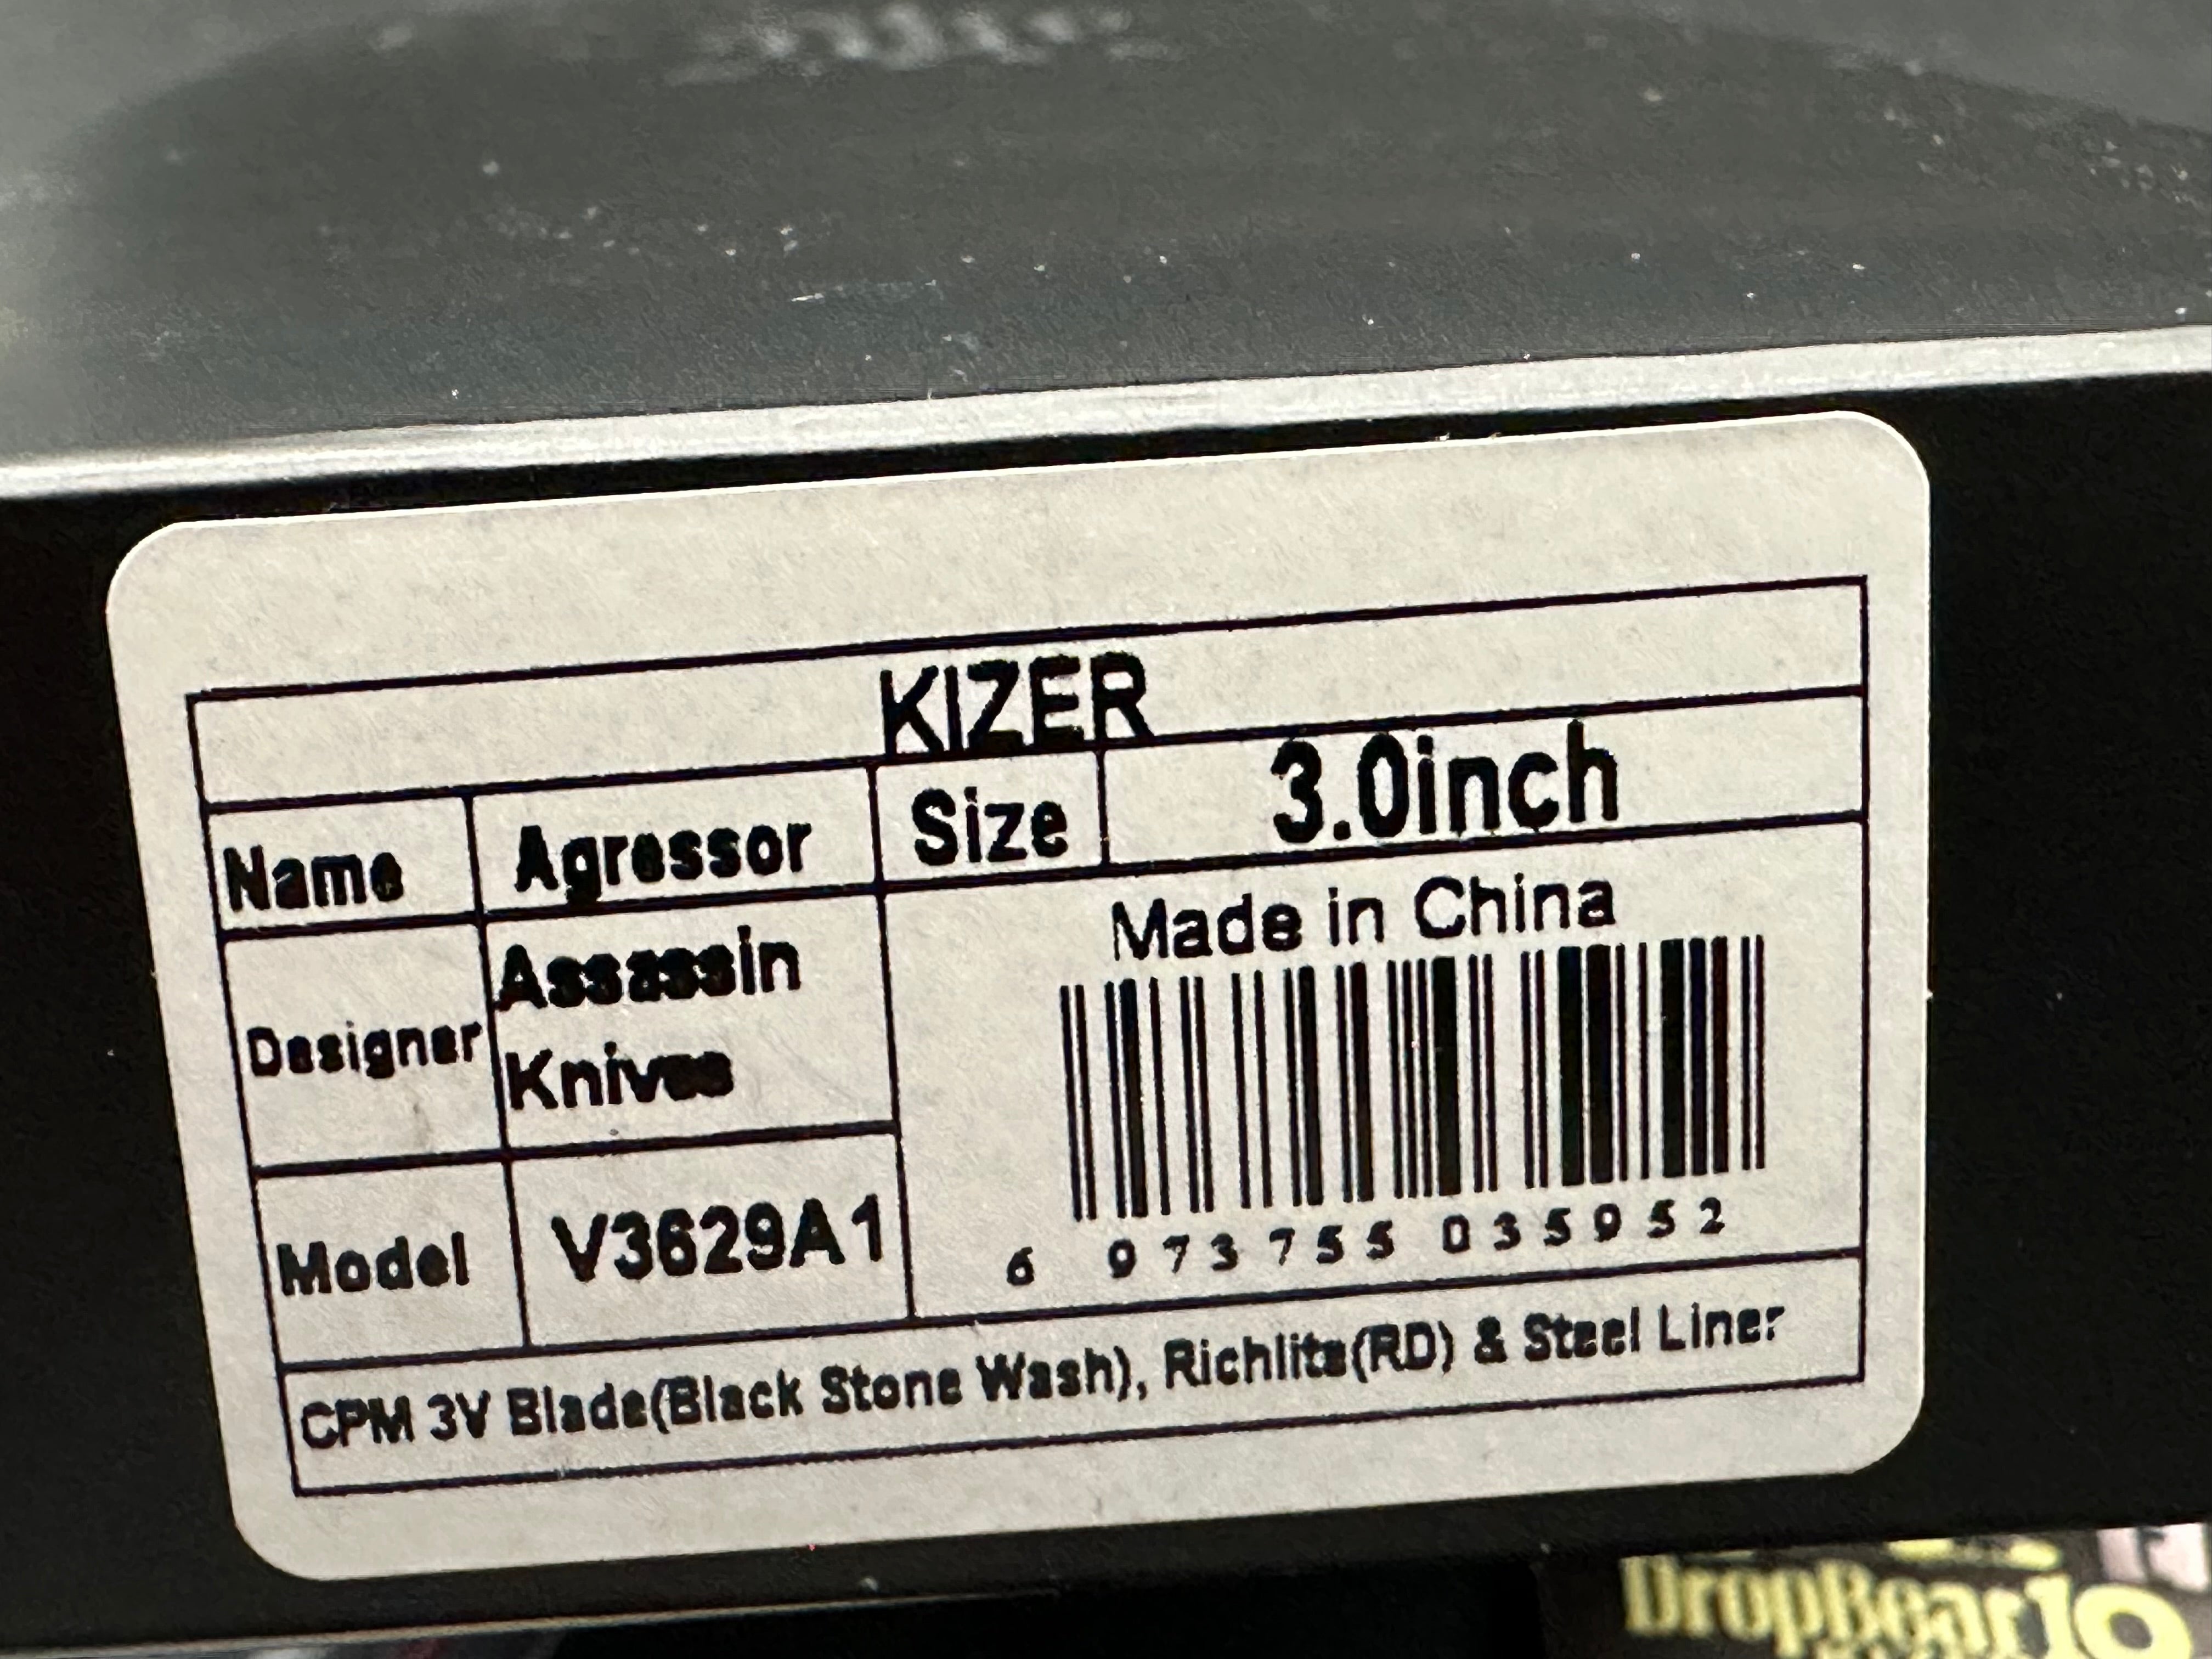 KIZER
Name Agressor Size 3.0inch
Designer Assassin Knives
Made in China
6 973755 035952
Model V3629A1
CPM 3V Blade(Black Stone Wash), Richlite(RD) & Steel Liner
DropBear10